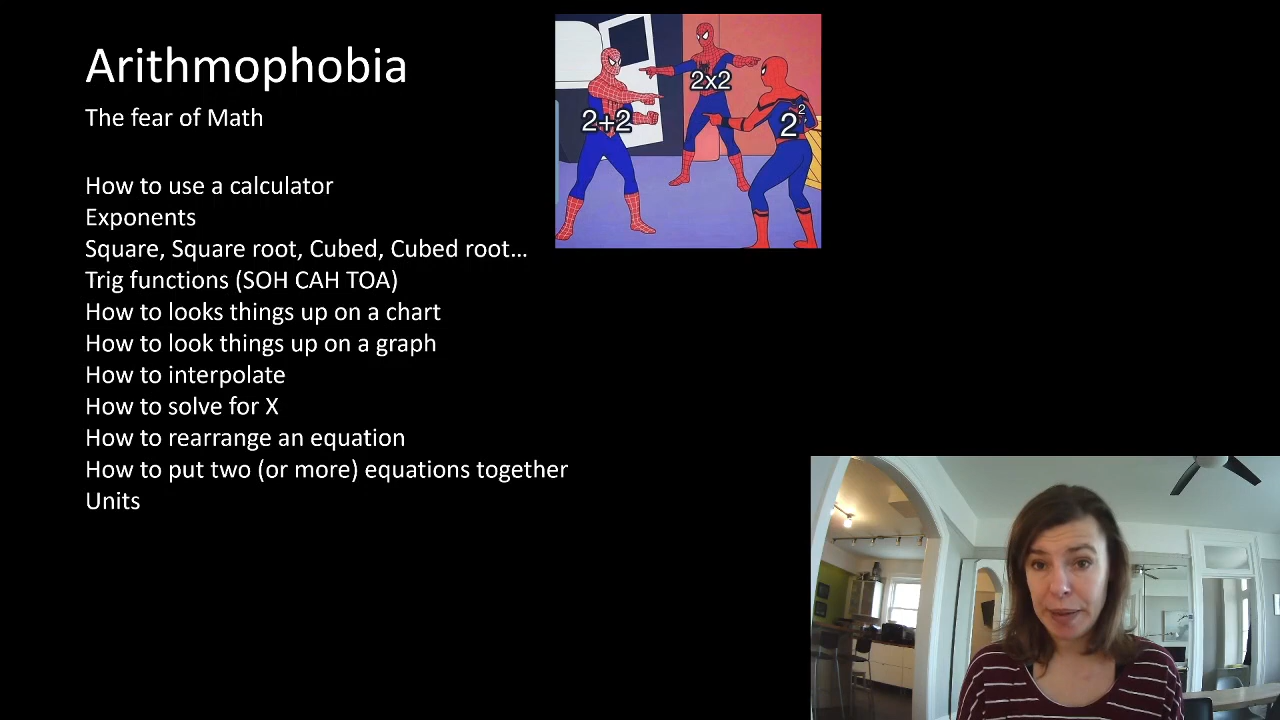 Arithmophobia
The fear of Math
How to use a calculator
Exponents
Square, Square root, Cubed, Cubed root...
Trig functions (SOH CAH TOA)
How to looks things up on a chart
How to look things up on a graph
How to interpolate
How to solve for X
How to rearrange an equation
How to put two (or more) equations together
Units
2+2
2x2
2²